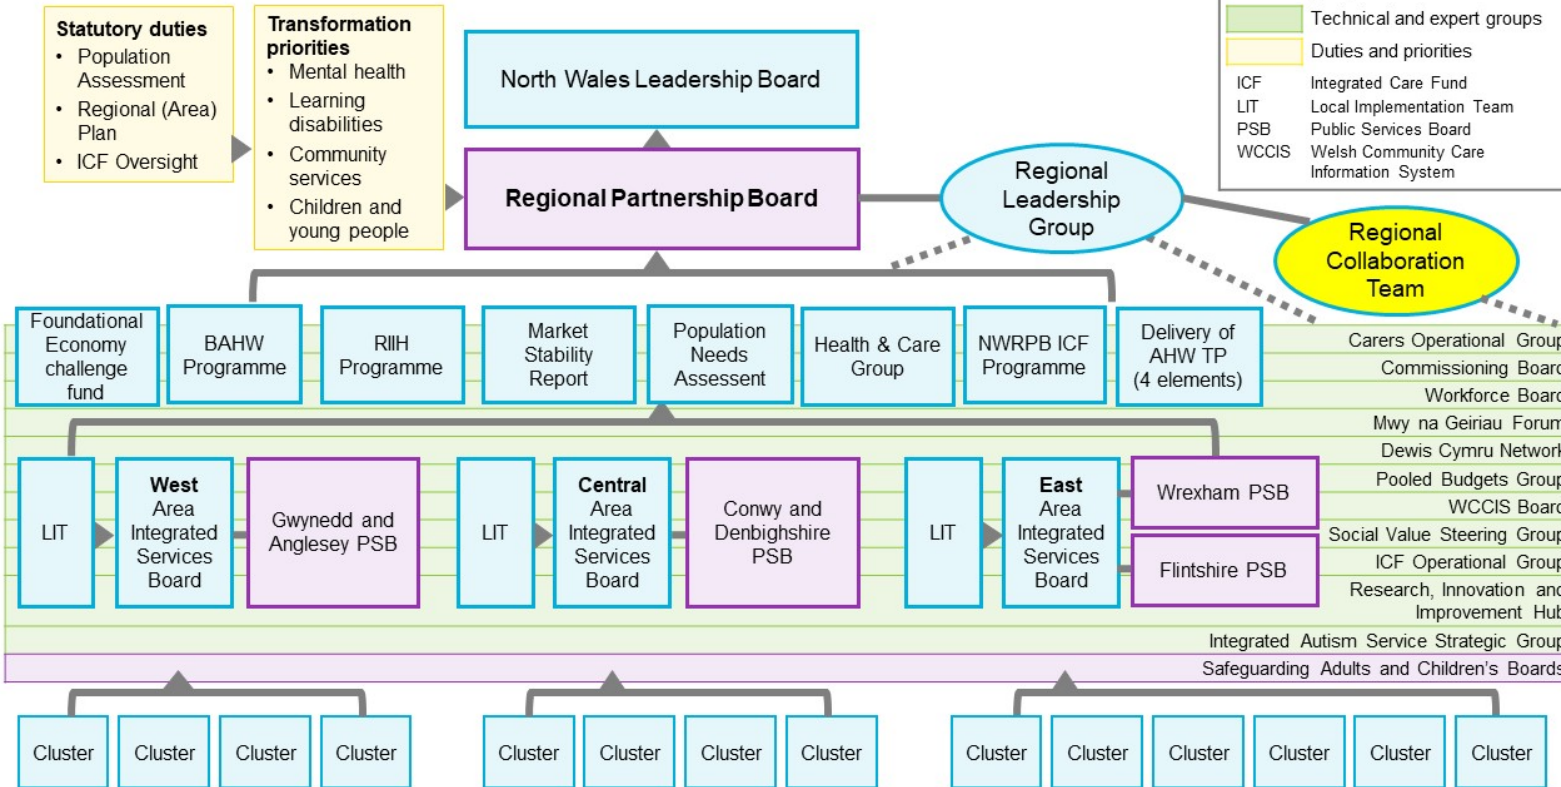 Statutory duties
• Population
Assessment
• Regional (Area)
Plan
• ICF Oversight
Transformation
priorities
• Mental health
• Learning
disabilities
• Community
services
• Children and
young people
North Wales Leadership Board
Regional Partnership Board
Regional
Leadership
Group
Regional
Collaboration
Team
Technical and expert groups
Duties and priorities
ICF Integrated Care Fund
LIT Local Implementation Team
PSB Public Services Board
WCCIS Welsh Community Care
Information System
Foundational
Economy
challenge
fund
BAHW
Programme
RIIH
Programme
Market
Stability
Report
Population
Needs
Assessent
Health & Care
Group
NWRPB ICF
Programme
Delivery of
AHW TP
(4 elements)
Carers Operational Group
Commissioning Board
Workforce Board
Mwy na Geiriau Forum
Dewis Cymru Network
Pooled Budgets Group
WCCIS Board
Social Value Steering Group
ICF Operational Group
Research, Innovation and
Improvement Hub
Integrated Autism Service Strategic Group
Safeguarding Adults and Children's Boards
LIT
West
Area
Integrated
Services
Board
Gwynedd and
Anglesey PSB
LIT
Central
Area
Integrated
Services
Board
Conwy and
Denbighshire
PSB
LIT
East
Area
Integrated
Services
Board
Wrexham PSB
Flintshire PSB
Cluster
Cluster
Cluster
Cluster
Cluster
Cluster
Cluster
Cluster
Cluster
Cluster
Cluster
Cluster
Cluster
Cluster